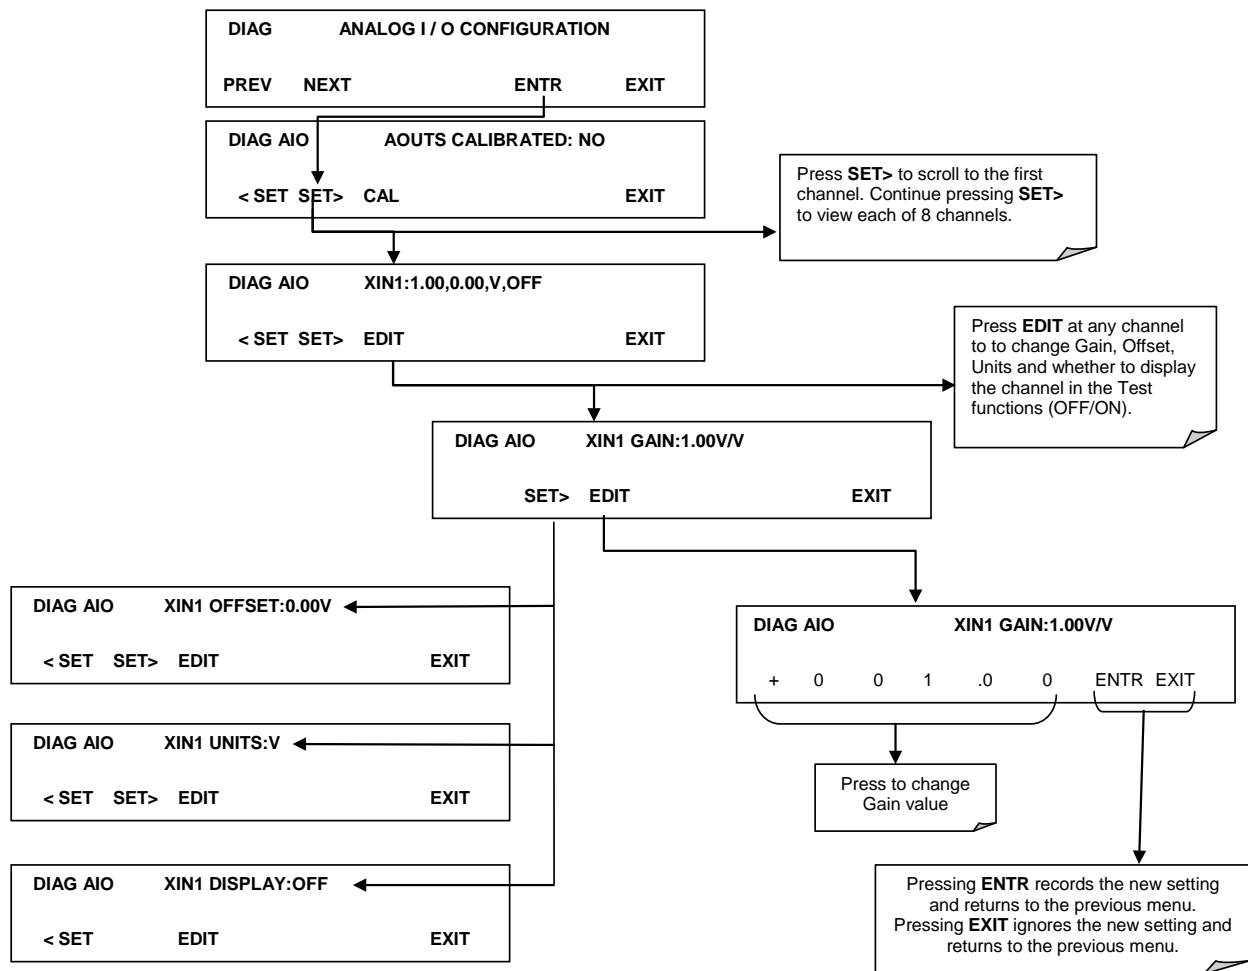 DIAG ANALOG I / O CONFIGURATION
PREV NEXT ENTR EXIT
DIAG AIO AOUTS CALIBRATED: NO
< SET SET> CAL EXIT
Press SET> to scroll to the first
channel. Continue pressing SET>
to view each of 8 channels.
DIAG AIO XIN1:1.00,0.00,V,OFF
< SET SET> EDIT EXIT
Press EDIT at any channel
to to change Gain, Offset,
Units and whether to display
the channel in the Test
functions (OFF/ON).
DIAG AIO XIN1 GAIN:1.00V/V
SET> EDIT EXIT
DIAG AIO XIN1 OFFSET:0.00V
< SET SET> EDIT EXIT
DIAG AIO XIN1 GAIN:1.00V/V
+ 0 0 1 .0 0 ENTR EXIT
DIAG AIO XIN1 UNITS:V
< SET SET> EDIT EXIT
Press to change
Gain value
DIAG AIO XIN1 DISPLAY:OFF
< SET EDIT EXIT
Pressing ENTR records the new setting
and returns to the previous menu.
Pressing EXIT ignores the new setting and
returns to the previous menu.